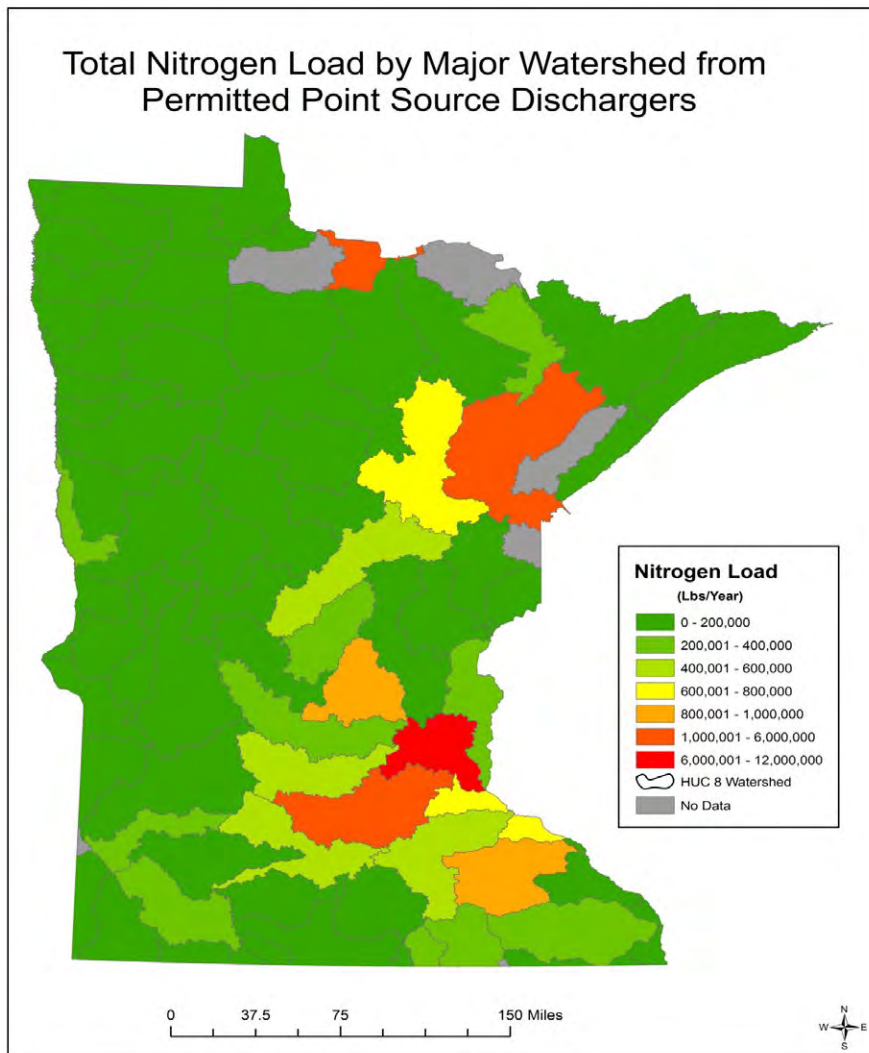 Total Nitrogen Load by Major Watershed from
Permitted Point Source Dischargers
Nitrogen Load
(Lbs/Year)
0 - 200,000
200,001 - 400,000
400,001 - 600,000
600,001 - 800,000
800,001 - 1,000,000
1,000,001 - 6,000,000
6,000,001 - 12,000,000
HUC 8 Watershed
No Data
0 37.5 75 150 Miles
N
W E
S